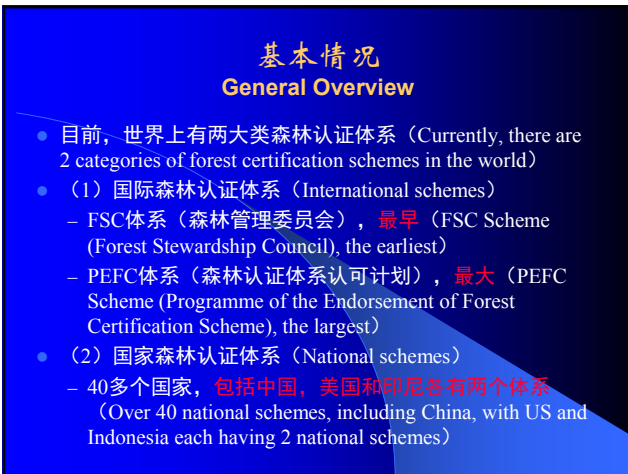 基本情况
General Overview
目前，世界上有两大类森林认证体系（Currently, there are
2 categories of forest certification schemes in the world）
（1）国际森林认证体系（International schemes）
– FSC体系（森林管理委员会），最早（FSC Scheme
(Forest Stewardship Council), the earliest）
– PEFC体系（森林认证体系认可计划），最大（PEFC
Scheme (Programme of the Endorsement of Forest
Certification Scheme), the largest）
（2）国家森林认证体系（National schemes）
– 40多个国家，包括中国，美国和印尼各有两个体系
（Over 40 national schemes, including China, with US and
Indonesia each having 2 national schemes）